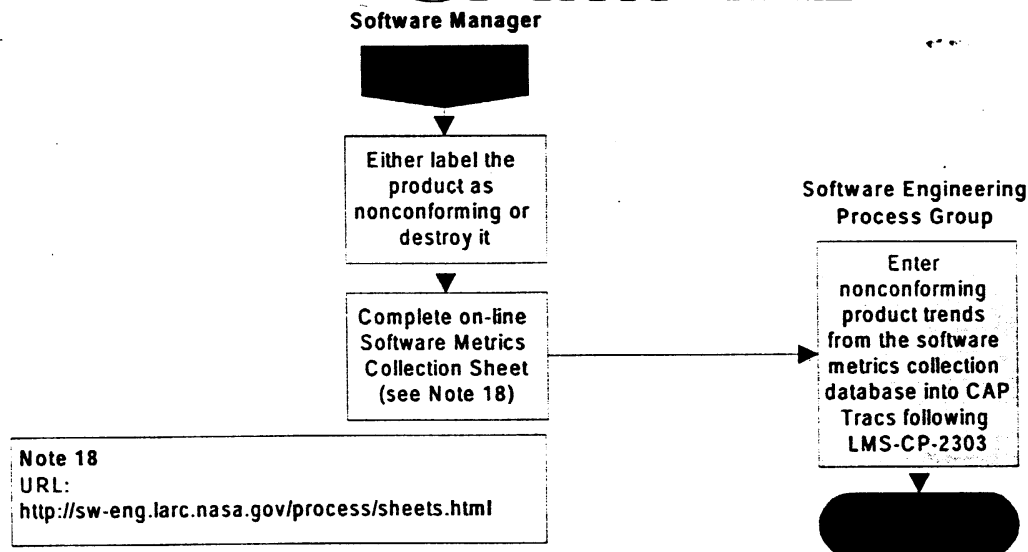 Software Manager
Either label the
product as
nonconforming or
destroy it
Complete on-line
Software Metrics
Collection Sheet
(see Note 18)
Note 18
URL:
http://sw-eng.larc.nasa.gov/process/sheets.html
Software Engineering
Process Group
Enter
nonconforming
product trends
from the software
metrics collection
database into CAP
Tracs following
LMS-CP-2303